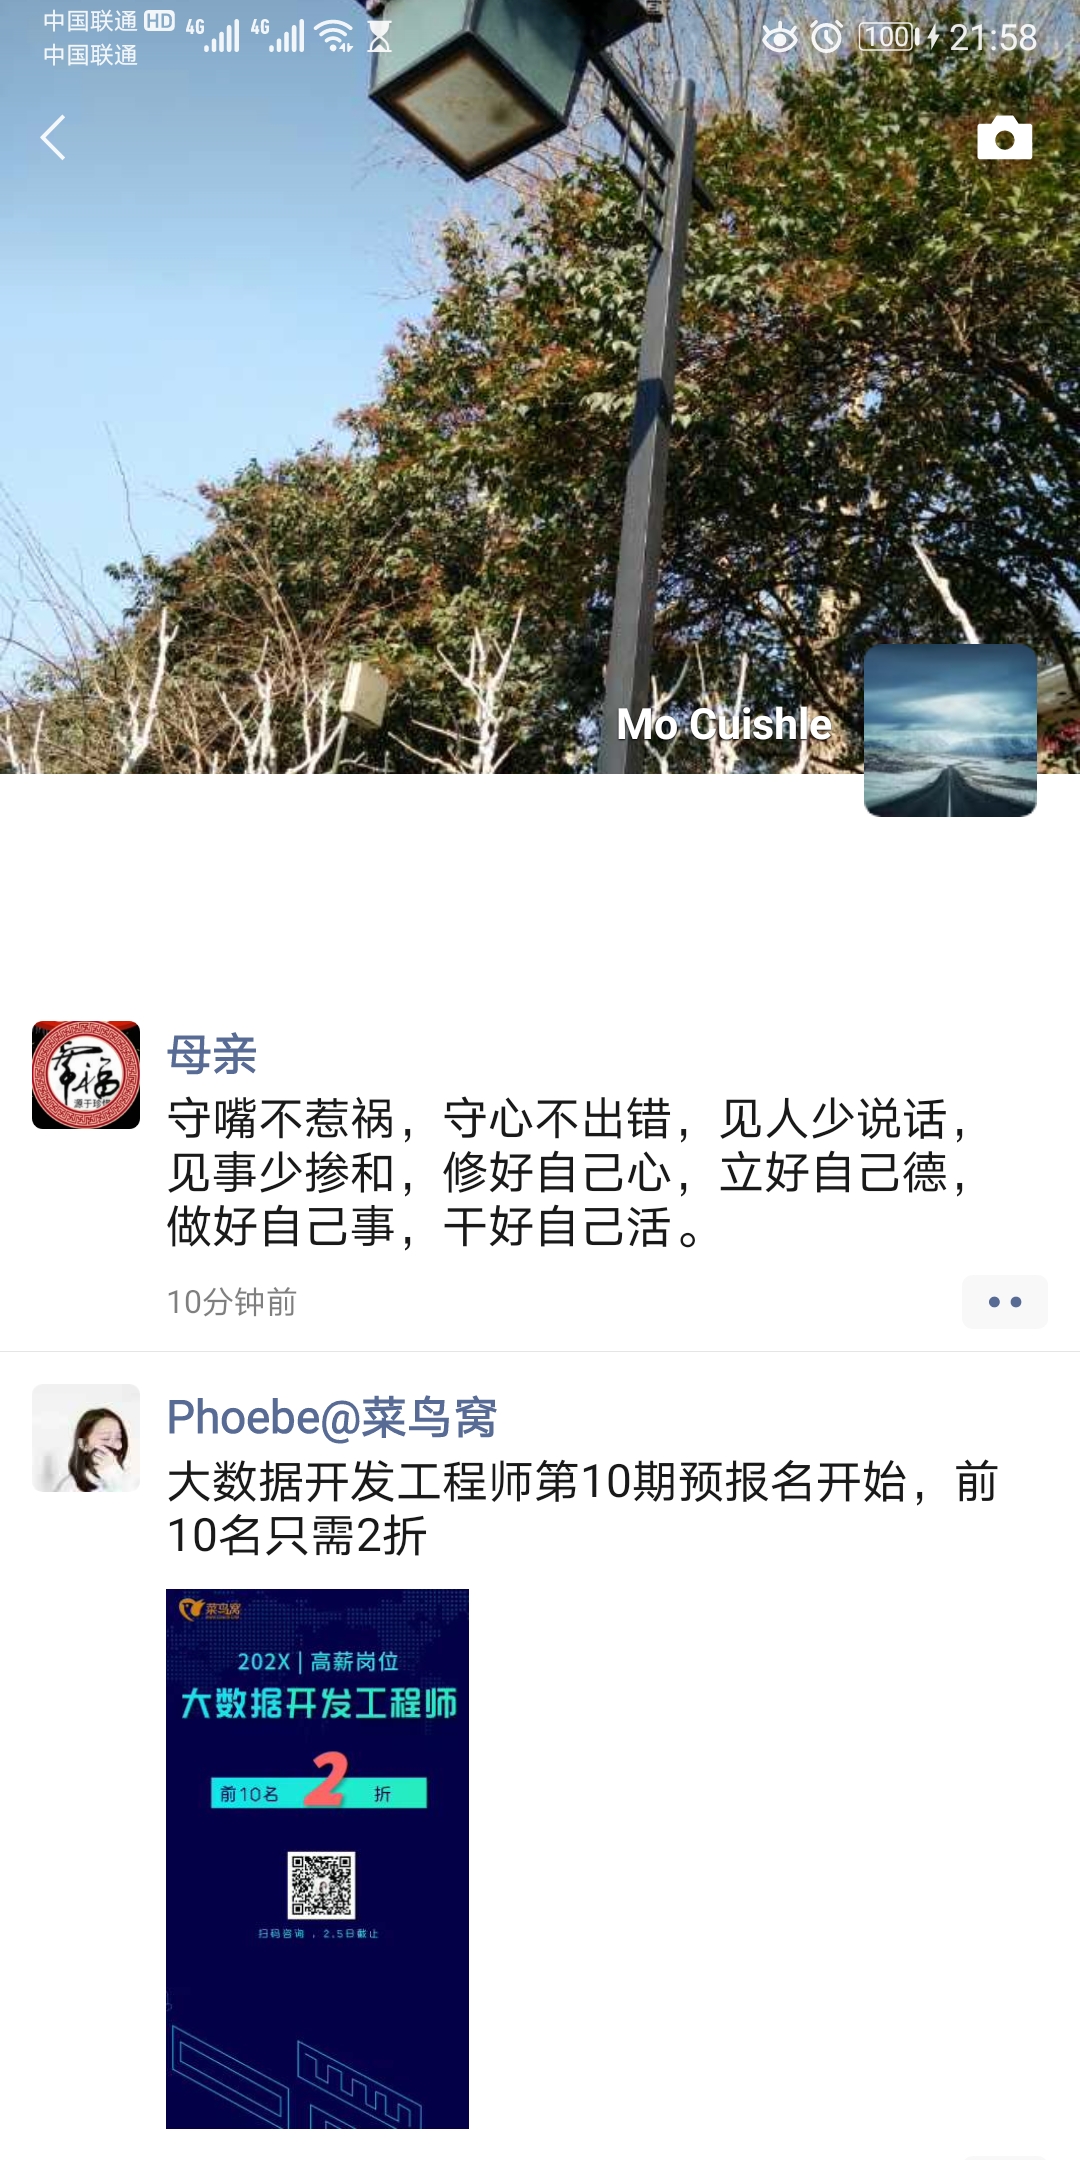 中国联通 HD 4G 4G 100 21:58
中国联通
Mo Cuishle
母亲
幸福
守嘴不惹祸，守心不出错，见人少说话，
见事少掺和，修好自己心，立好自己德，
做好自己事，干好自己活。
10分钟前
Phoebe@菜鸟窝
大数据开发工程师第10期预报名开始，前
10名只需2折
菜鸟窝
202X | 高薪岗位
大数据开发工程师
前10名 2 折
扫码咨询，2.5日截止